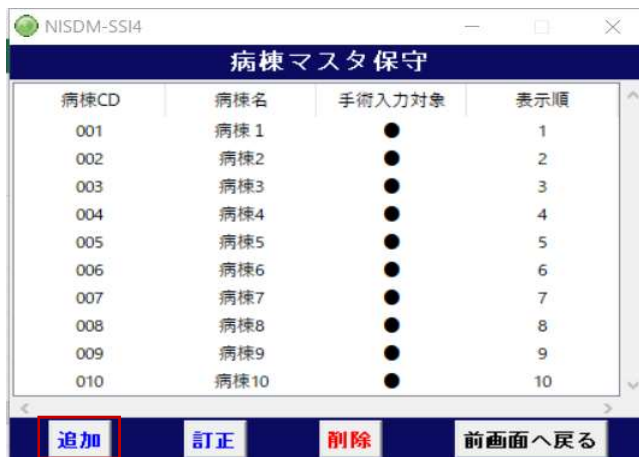 NISDM-SSI4
病棟マスタ保守
病棟CD 病棟名 手術入力対象 表示順
001 病棟１ ● 1
002 病棟2 ● 2
003 病棟3 ● 3
004 病棟4 ● 4
005 病棟5 ● 5
006 病棟6 ● 6
007 病棟7 ● 7
008 病棟8 ● 8
009 病棟9 ● 9
010 病棟10 ● 10
追加 訂正 削除 前画面へ戻る